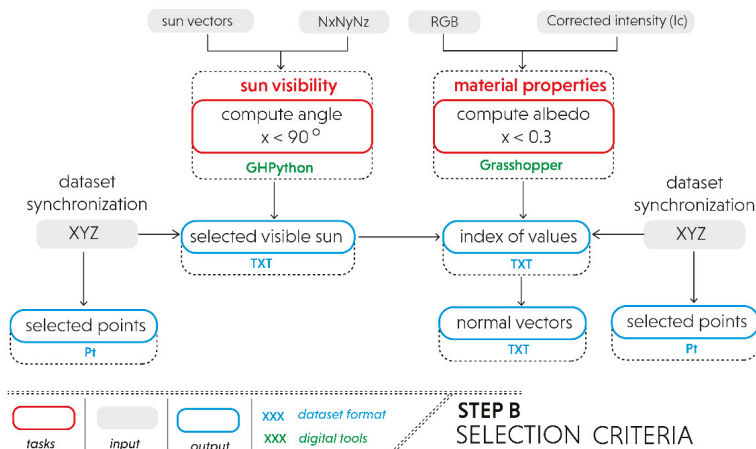 sun vectors
NxNyNz
RGB
Corrected intensity (Ic)
sun visibility
compute angle
x < 90°
GHPython
material properties
compute albedo
x < 0.3
Grasshopper
dataset
synchronization
XYZ
selected visible sun
TXT
index of values
TXT
dataset
synchronization
XYZ
selected points
Pt
normal vectors
TXT
selected points
Pt
tasks
input
output
XXX dataset format
XXX digital tools
STEP B
SELECTION CRITERIA